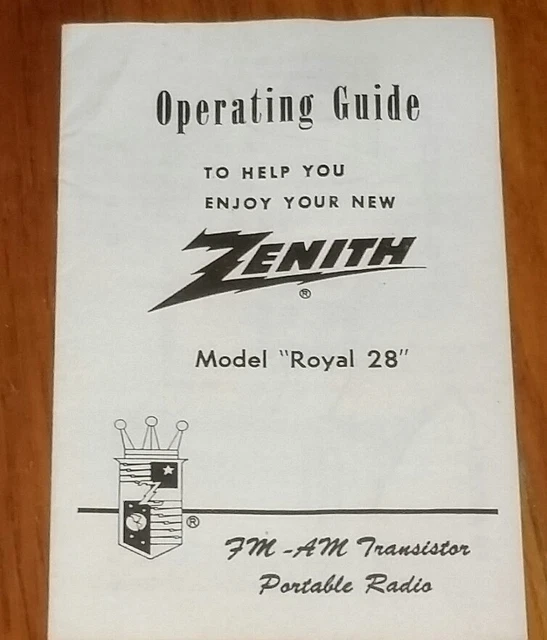 Operating Guide
TO HELP YOU
ENJOY YOUR NEW
ZENITH
®
Model "Royal 28"
®
FM-AM Transistor
Portable Radio